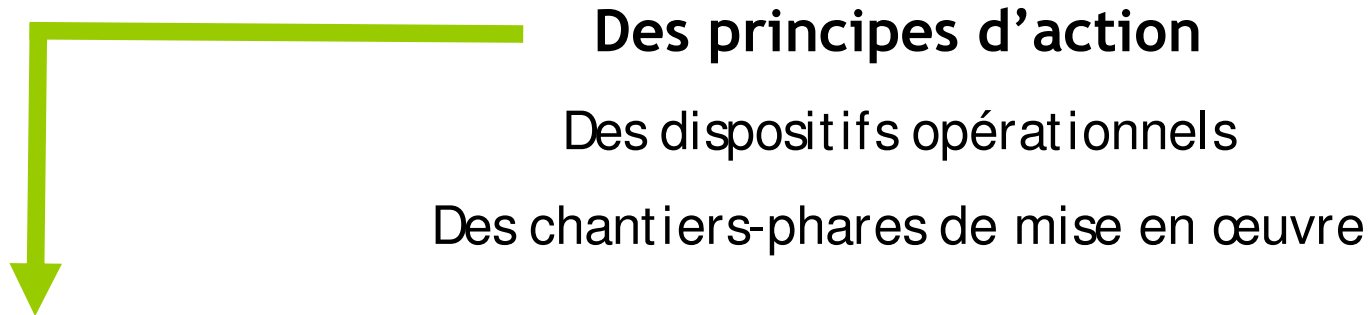 Des principes d’action
Des dispositifs opérationnels
Des chantiers-phares de mise en œuvre